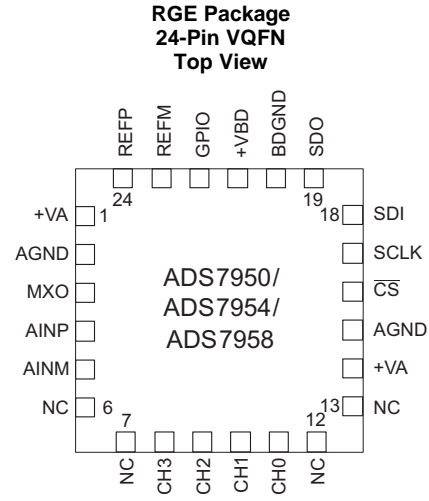 RGE Package
24-Pin VQFN
Top View
REFP
REFM
GPIO
+VBD
BDGND
SDO
24
19
+VA
1
18
SDI
AGND
SCLK
MXO
ADS7950/
ADS7954/
ADS7958
CS
AINP
AGND
AINM
+VA
NC
6
13
NC
7
12
NC
CH3
CH2
CH1
CH0
NC